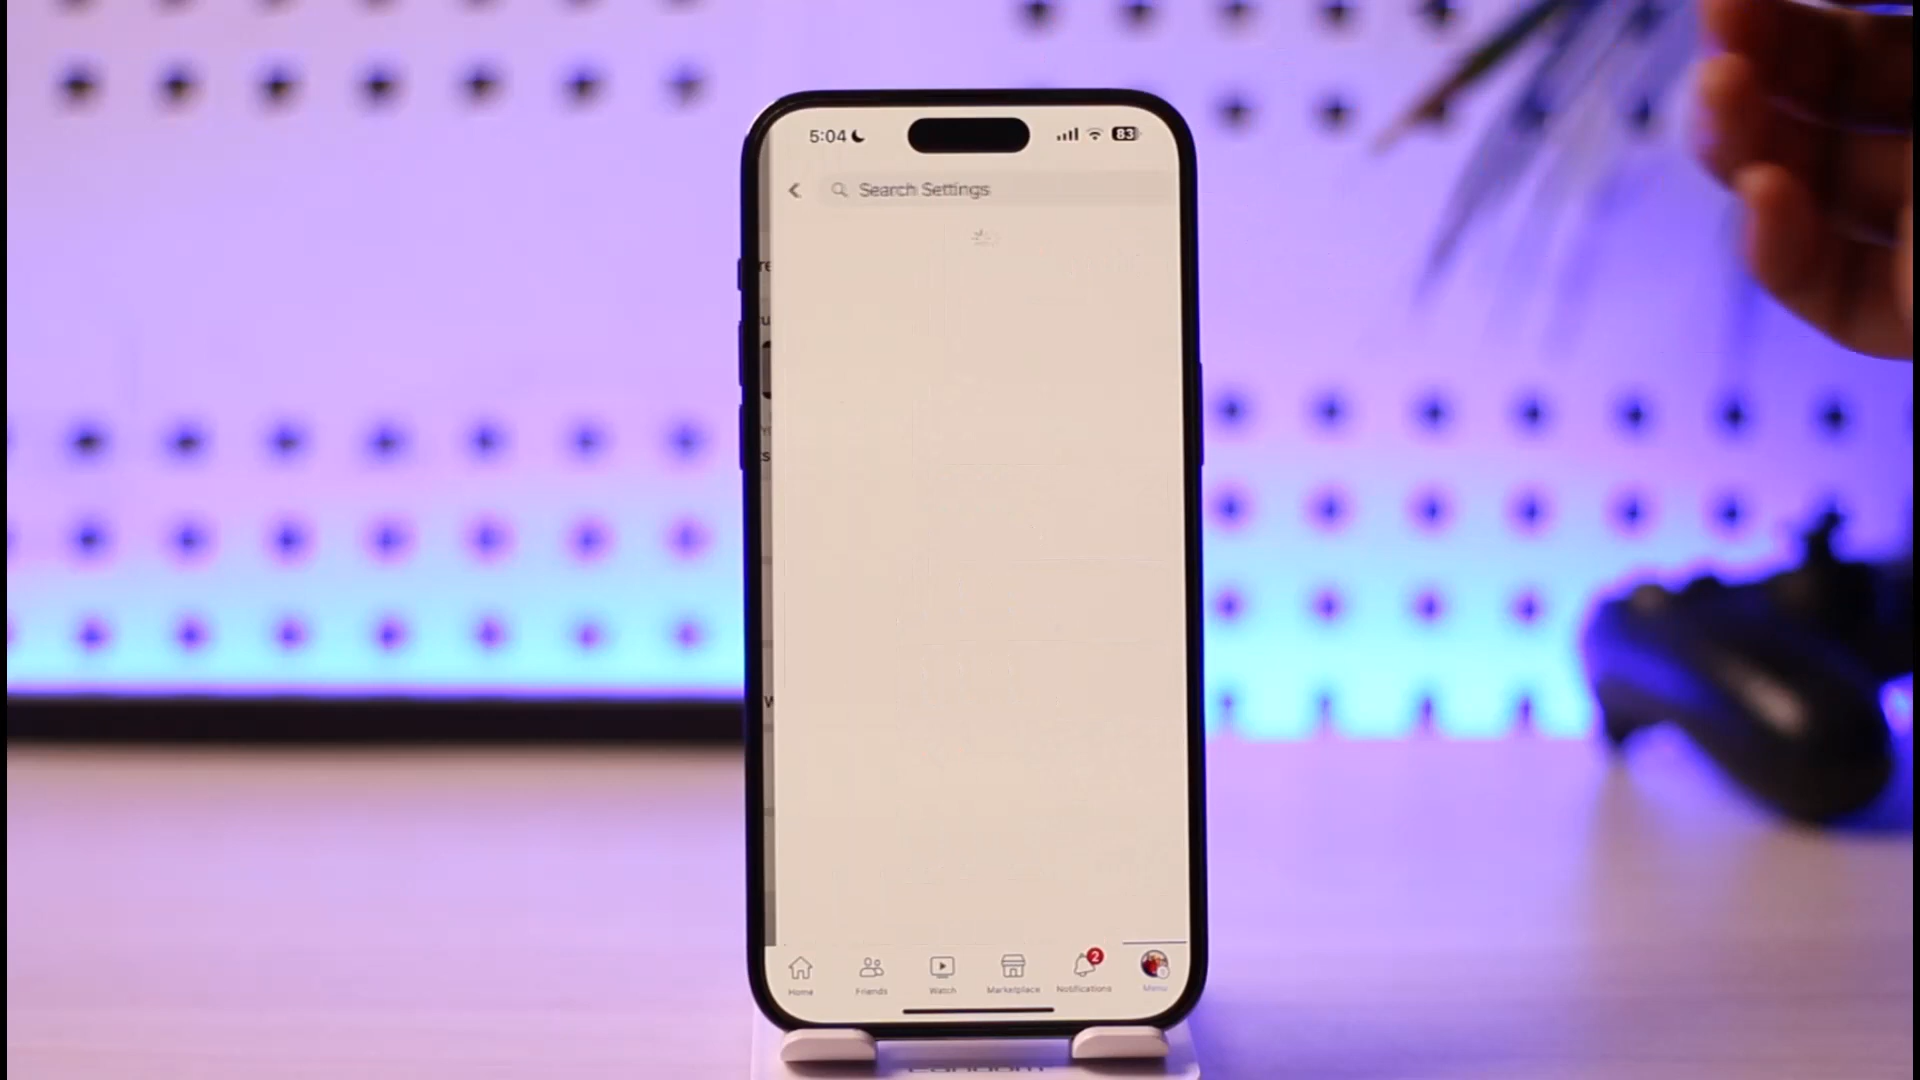 5:04
83
Search Settings
2
Home
Friends
Watch
Marketplace
Notifications
Menu